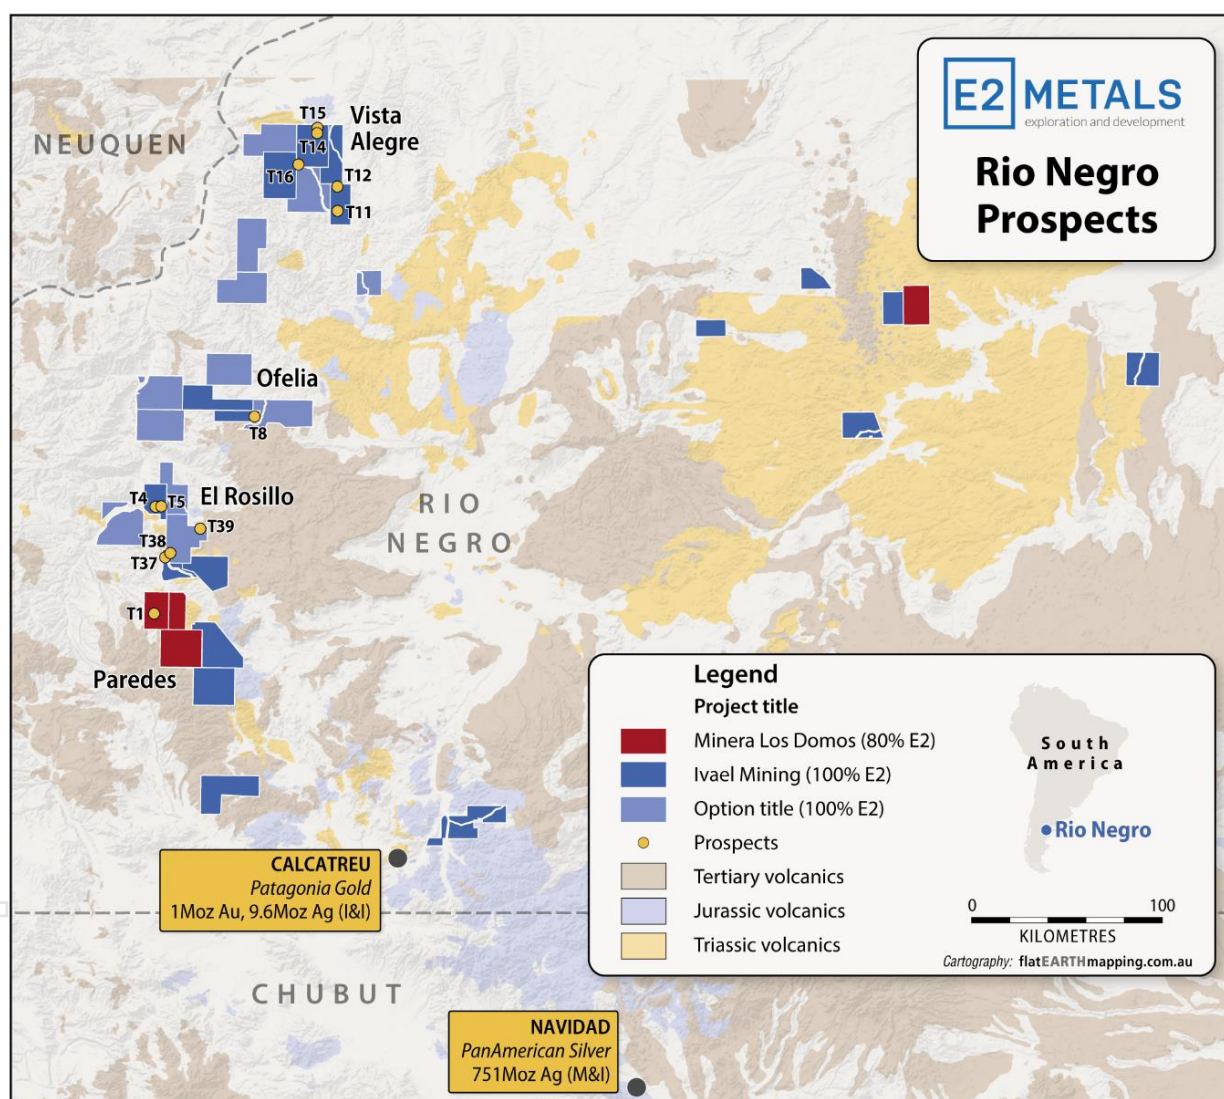 E2 METALS
exploration and development
Rio Negro
Prospects
NEUQUEN
T15
Vista
Alegre
T14
T16
T12
T11
Ofelia
T8
T4
T5
El Rosillo
T39
T38
T37
T1
Paredes
RIO
NEGRO
CALCATREU
Patagonia Gold
1Moz Au, 9.6Moz Ag (I&I)
CHUBUT
NAVIDAD
PanAmerican Silver
751Moz Ag (M&I)
Legend
Project title
Minera Los Domos (80% E2)
Ivael Mining (100% E2)
Option title (100% E2)
Prospects
Tertiary volcanics
Jurassic volcanics
Triassic volcanics
South
America
Rio Negro
0 100
KILOMETRES
Cartography: flatEARTHmapping.com.au